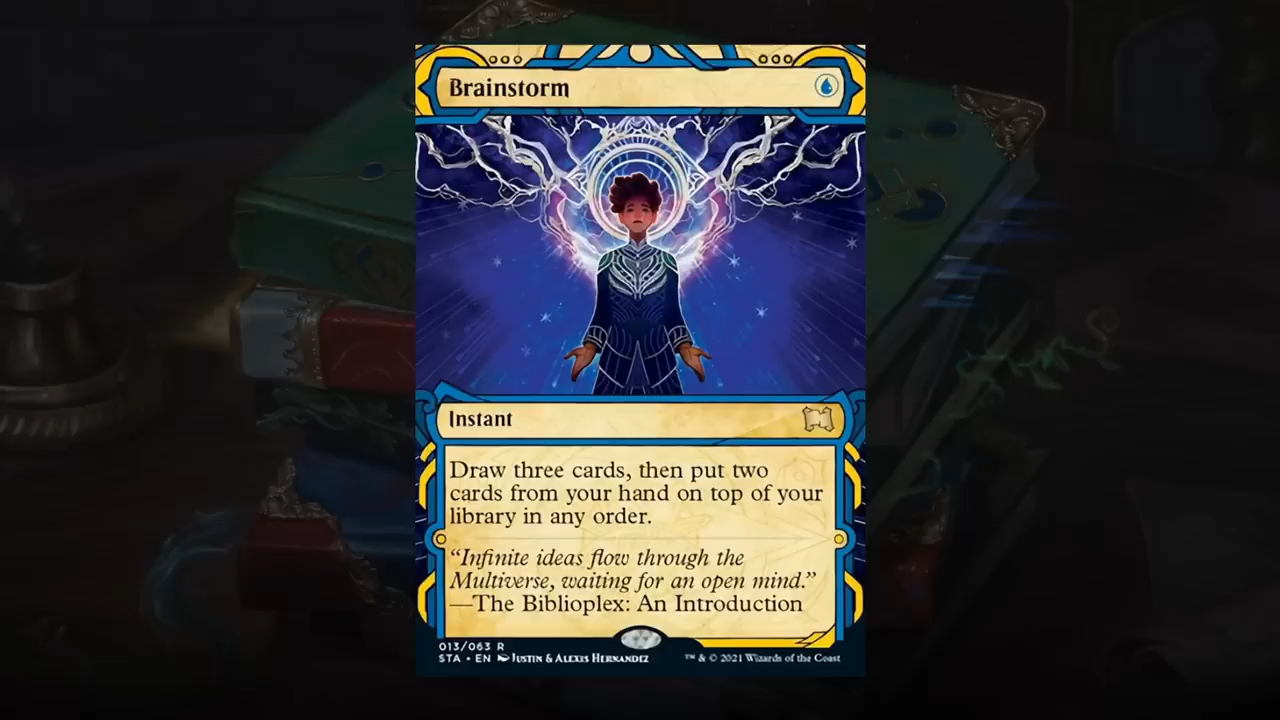 Brainstorm
Instant
Draw three cards, then put two
cards from your hand on top of your
library in any order.
“Infinite ideas flow through the
Multiverse, waiting for an open mind.”
—The Biblioplex: An Introduction
013/063 R
STA • EN Justin & Alexis Hernandez
™ & © 2021 Wizards of the Coast